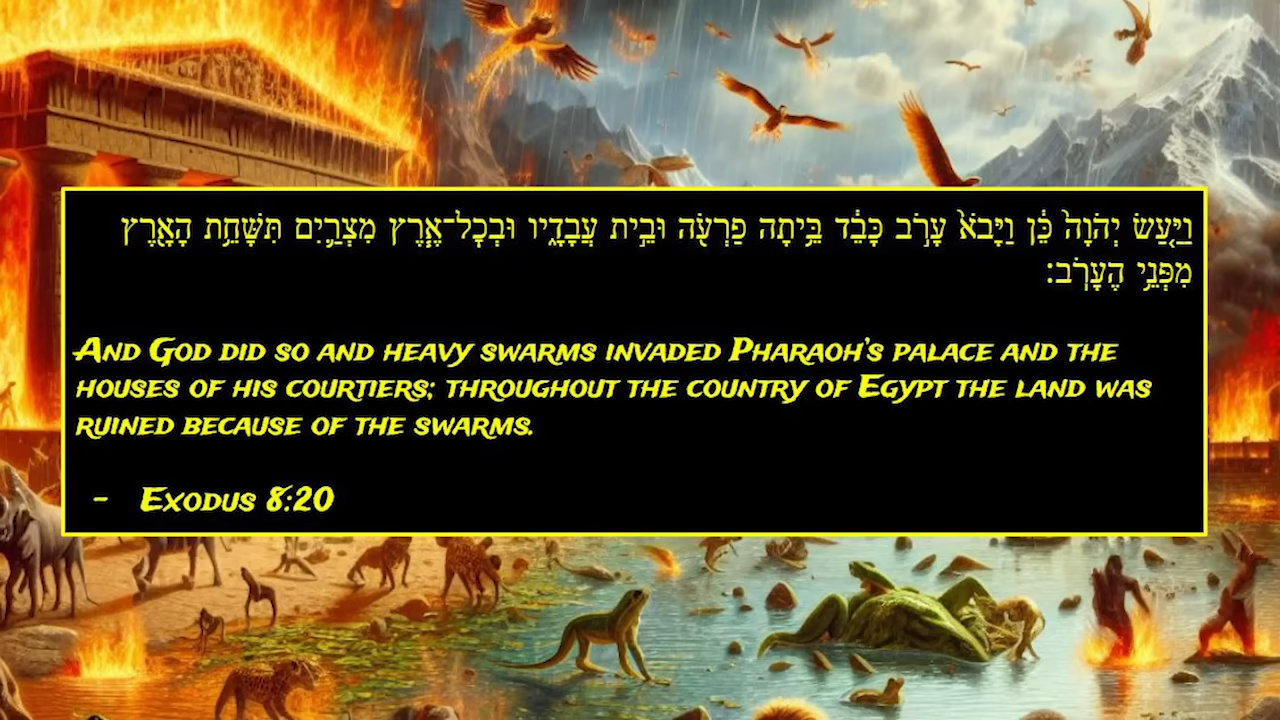 וַיַּ֤עַשׂ יְהֹוָה֙ כֵּ֔ן וַיָּבֹא֙ עָרֹ֣ב כָּבֵ֔ד בֵּ֥יתָה פַרְעֹ֖ה וּבֵ֣ית עֲבָדָ֑יו וּבְכׇל־אֶ֧רֶץ מִצְרַ֛יִם תִּשָּׁחֵ֥ת הָאָ֖רֶץ
מִפְּנֵ֥י הֶעָרֹֽב׃
And God did so and heavy swarms invaded Pharaoh's palace and the
houses of his courtiers; throughout the country of Egypt the land was
ruined because of the swarms.
- Exodus 8:20